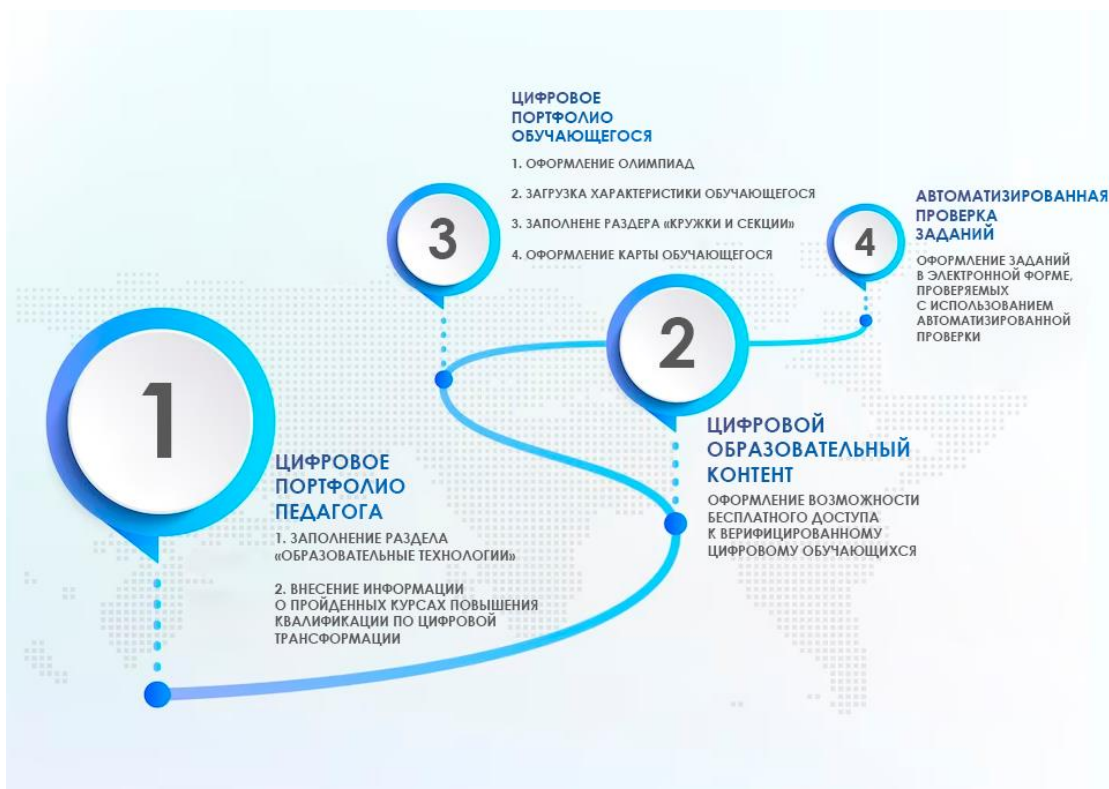 1
ЦИФРОВОЕ
ПОРТФОЛИО
ПЕДАГОГА
1. ЗАПОЛНЕНИЕ РАЗДЕЛА
«ОБРАЗОВАТЕЛЬНЫЕ ТЕХНОЛОГИИ»
2. ВНЕСЕНИЕ ИНФОРМАЦИИ
О ПРОЙДЕННЫХ КУРСАХ ПОВЫШЕНИЯ
КВАЛИФИКАЦИИ ПО ЦИФРОВОЙ
ТРАНСФОРМАЦИИ
2
ЦИФРОВОЙ
ОБРАЗОВАТЕЛЬНЫЙ
КОНТЕНТ
ОФОРМЛЕНИЕ ВОЗМОЖНОСТИ
БЕСПЛАТНОГО ДОСТУПА
К ВЕРИФИЦИРОВАННОМУ
ЦИФРОВОМУ ОБУЧАЮЩИХСЯ
3
ЦИФРОВОЕ
ПОРТФОЛИО
ОБУЧАЮЩЕГОСЯ
1. ОФОРМЛЕНИЕ ОЛИМПИАД
2. ЗАГРУЗКА ХАРАКТЕРИСТИКИ ОБУЧАЮЩЕГОСЯ
3. ЗАПОЛНЕНЕ РАЗДЕРА «КРУЖКИ И СЕКЦИИ»
4. ОФОРМЛЕНИЕ КАРТЫ ОБУЧАЮЩЕГОСЯ
4
АВТОМАТИЗИРОВАННАЯ
ПРОВЕРКА
ЗАДАНИЙ
ОФОРМЛЕНИЕ ЗАДАНИЙ
В ЭЛЕКТРОННОЙ ФОРМЕ,
ПРОВЕРЯЕМЫХ
С ИСПОЛЬЗОВАНИЕМ
АВТОМАТИЗИРОВАННОЙ
ПРОВЕРКИ